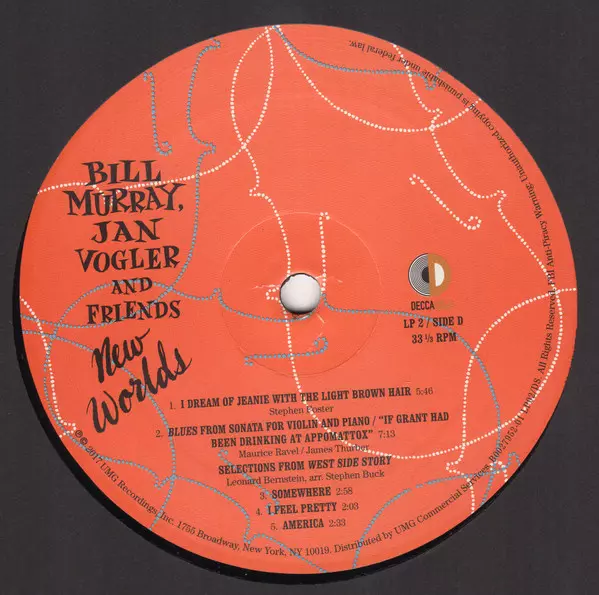 BILL
MURRAY,
JAN
VOGLER
AND
FRIENDS
New
Worlds
DECCA
LP 2 / SIDE D
33 ⅓ RPM
1. I DREAM OF JEANIE WITH THE LIGHT BROWN HAIR 5:46
Stephen Foster
2. BLUES FROM SONATA FOR VIOLIN AND PIANO / "IF GRANT HAD
BEEN DRINKING AT APPOMATTOX" 7:13
Maurice Ravel / James Thurber
SELECTIONS FROM WEST SIDE STORY
Leonard Bernstein, arr. Stephen Buck
3. SOMEWHERE 2:58
4. I FEEL PRETTY 2:03
5. AMERICA 2:33
℗© 2017 UMG Recordings, Inc. 1755 Broadway, New York, NY 10019. Distributed by UMG Commercial Services. All Rights Reserved. FBI Anti-Piracy Warning: Unauthorized copying is punishable under federal law.